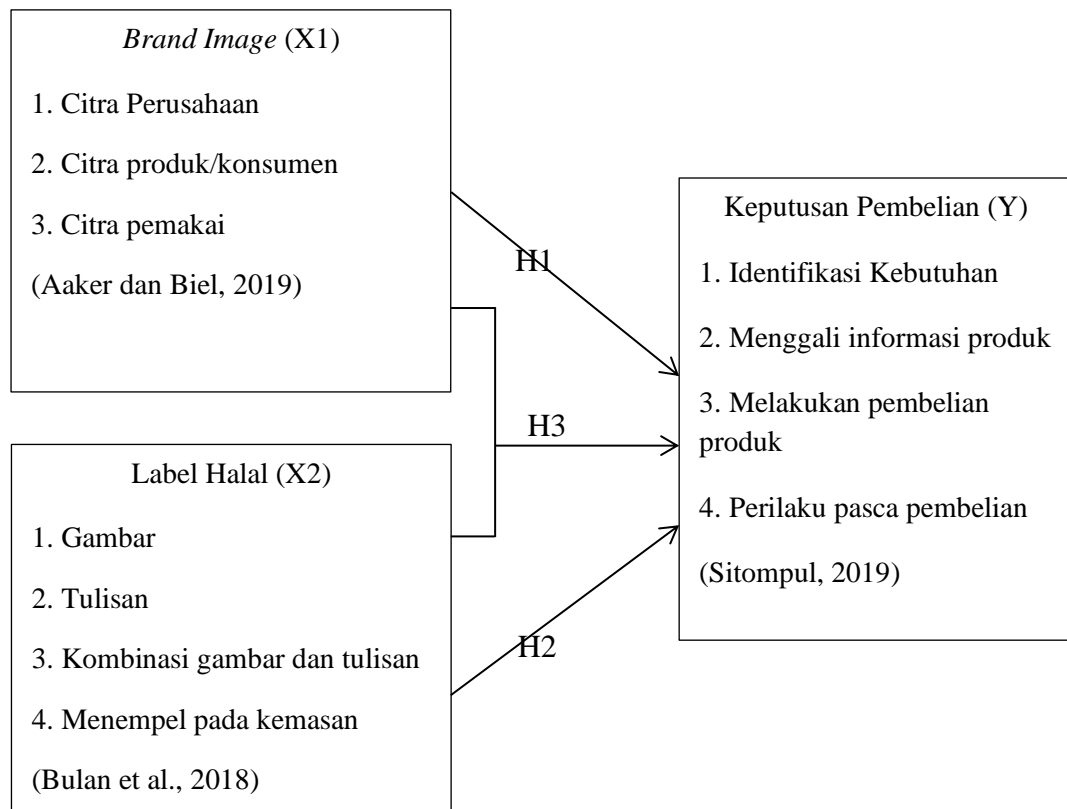 Brand Image (X1)
1. Citra Perusahaan
2. Citra produk/konsumen
3. Citra pemakai
(Aaker dan Biel, 2019)
H1
H3
Label Halal (X2)
1. Gambar
2. Tulisan
3. Kombinasi gambar dan tulisan
4. Menempel pada kemasan
(Bulan et al., 2018)
H2
Keputusan Pembelian (Y)
1. Identifikasi Kebutuhan
2. Menggali informasi produk
3. Melakukan pembelian
produk
4. Perilaku pasca pembelian
(Sitompul, 2019)